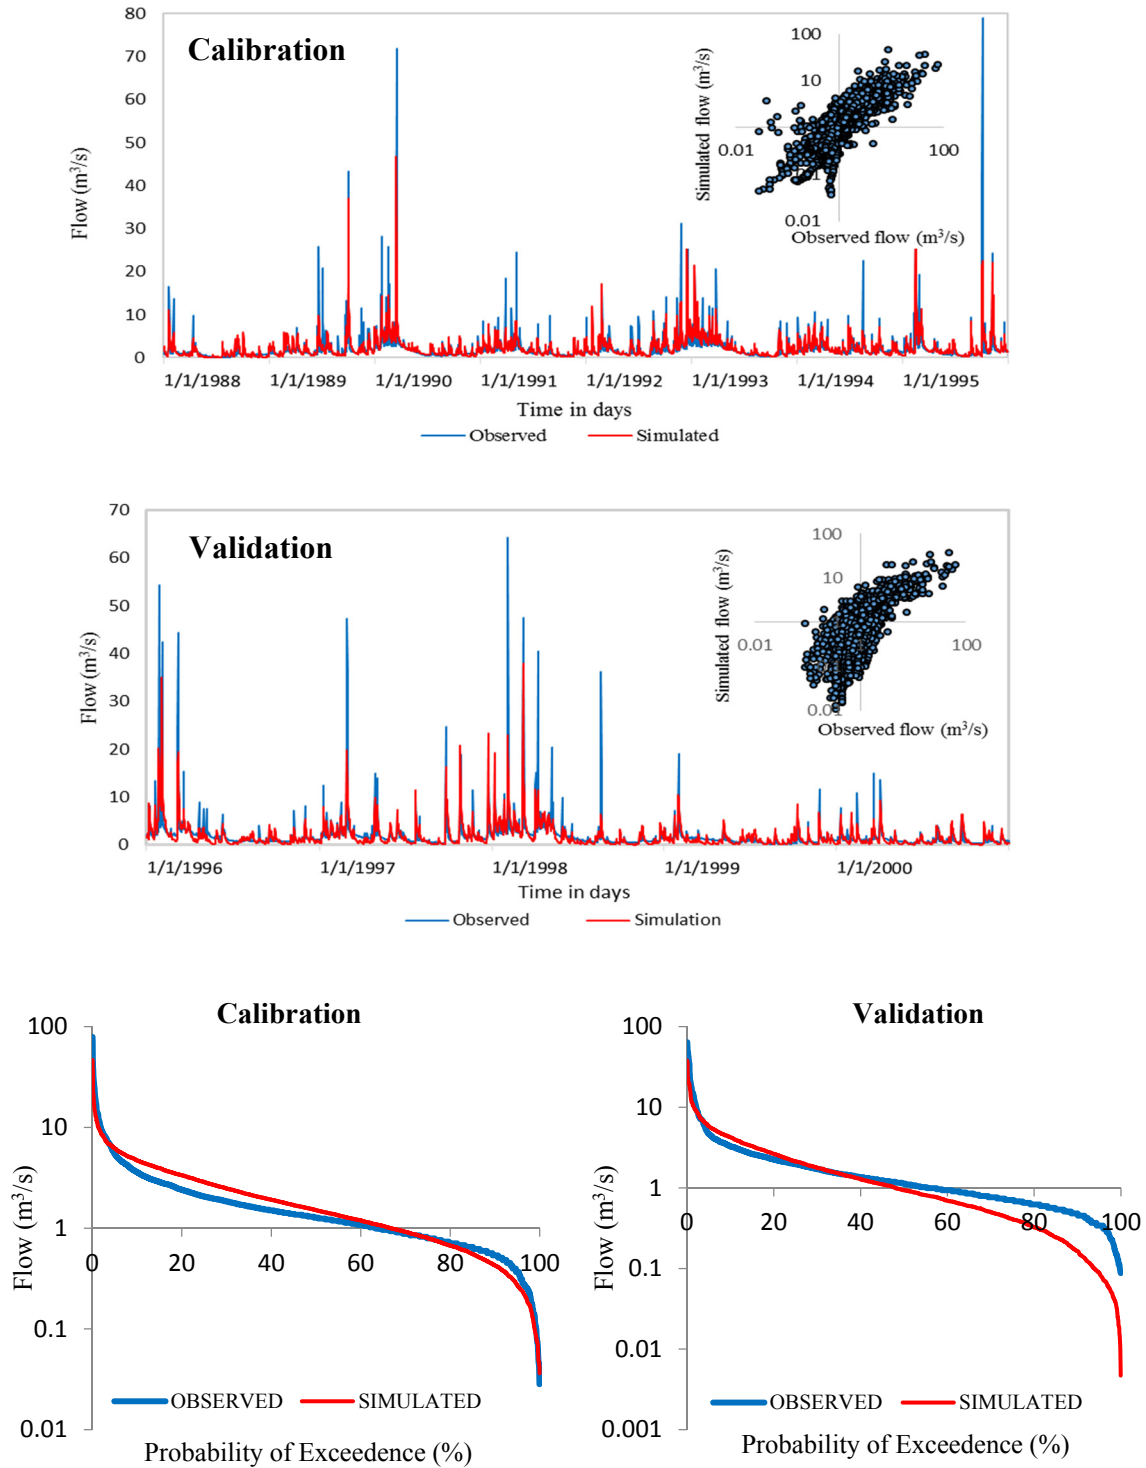 Calibration
80
70
60
50
40
30
20
10
0
Flow (m³/s)
1/1/1988 1/1/1989 1/1/1990 1/1/1991 1/1/1992 1/1/1993 1/1/1994 1/1/1995
Time in days
Observed Simulated
Simulated flow (m³/s)
100
10
0.01 100
0.01
Observed flow (m³/s)
Validation
70
60
50
40
30
20
10
0
Flow (m³/s)
1/1/1996 1/1/1997 1/1/1998 1/1/1999 1/1/2000
Time in days
Observed Simulation
Simulated flow (m³/s)
100
10
0.01 100
0.01
Observed flow (m³/s)
Calibration
100
10
1
0.1
0.01
Flow (m³/s)
0 20 40 60 80 100
OBSERVED SIMULATED
Probability of Exceedence (%)
Validation
100
10
1
0.1
0.01
0.001
Flow (m³/s)
0 20 40 60 80 100
OBSERVED SIMULATED
Probability of Exceedence (%)